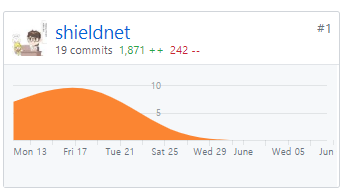 shieldnet #1
19 commits 1,871 ++ 242 --
10
5
Mon 13 Fri 17 Tue 21 Sat 25 Wed 29 June Wed 05 Jun